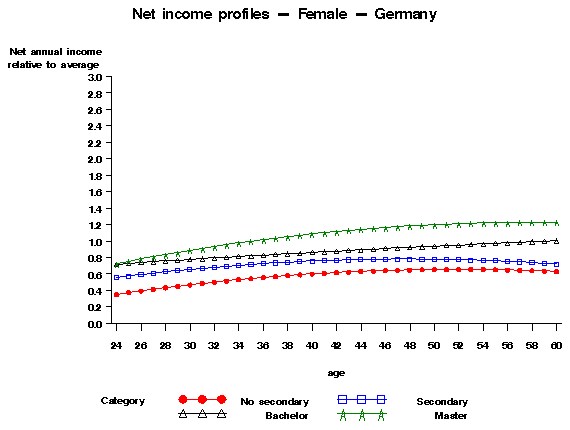 Net income profiles – Female – Germany
Net annual income
relative to average
3.0
2.8
2.6
2.4
2.2
2.0
1.8
1.6
1.4
1.2
1.0
0.8
0.6
0.4
0.2
0.0
24 26 28 30 32 34 36 38 40 42 44 46 48 50 52 54 56 58 60
age
Category No secondary Secondary
Bachelor Master